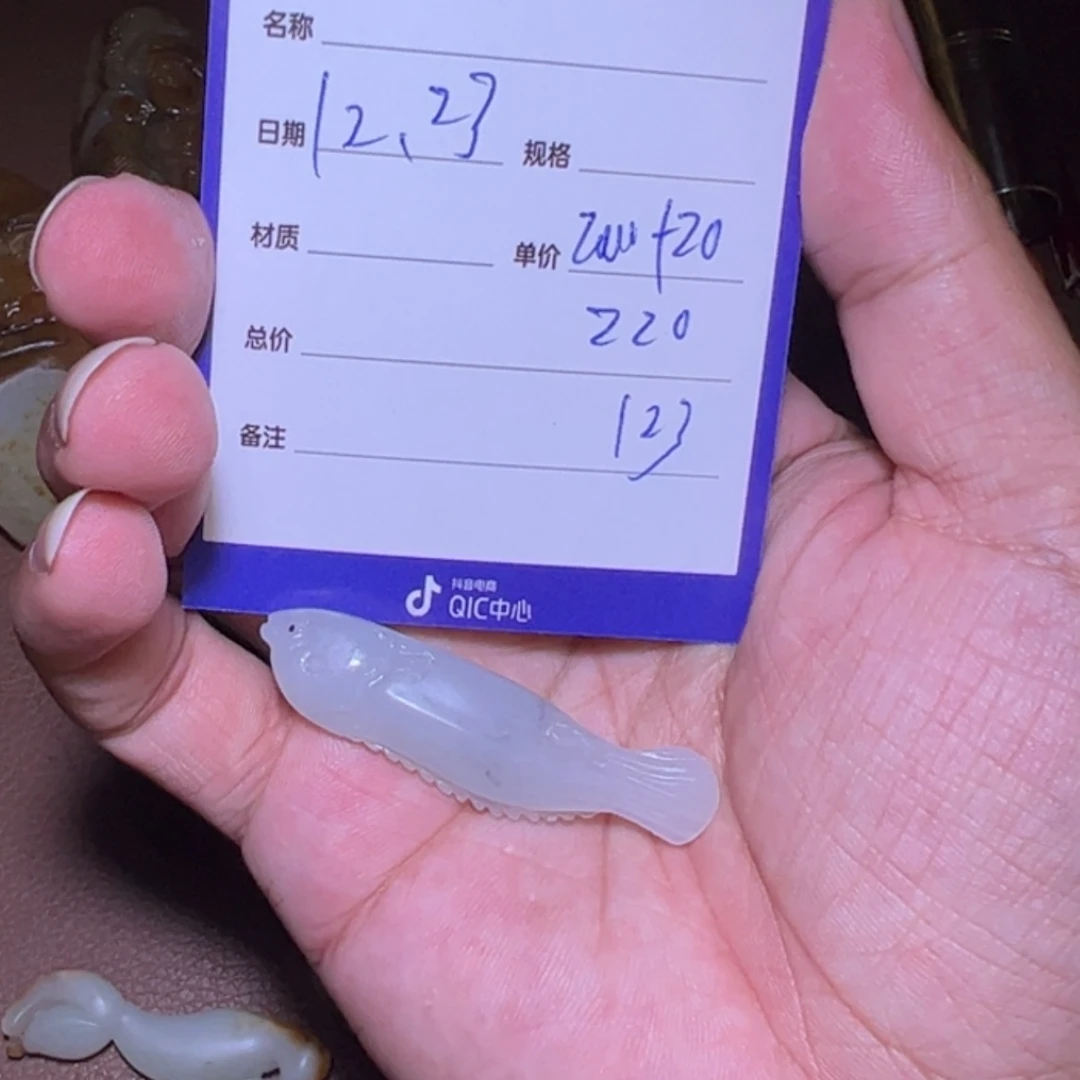 名称
日期 12、23 规格
材质 单价 200+20
总价 220
备注 123
抖音电商
QIC中心